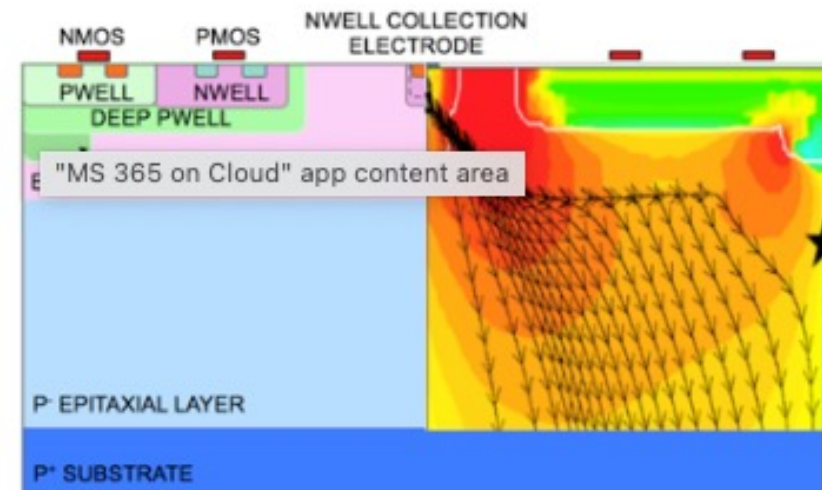 NWELL COLLECTION
ELECTRODE
NMOS
PMOS
PWELL
NWELL
DEEP PWELL
"MS 365 on Cloud" app content area
P- EPITAXIAL LAYER
P+ SUBSTRATE